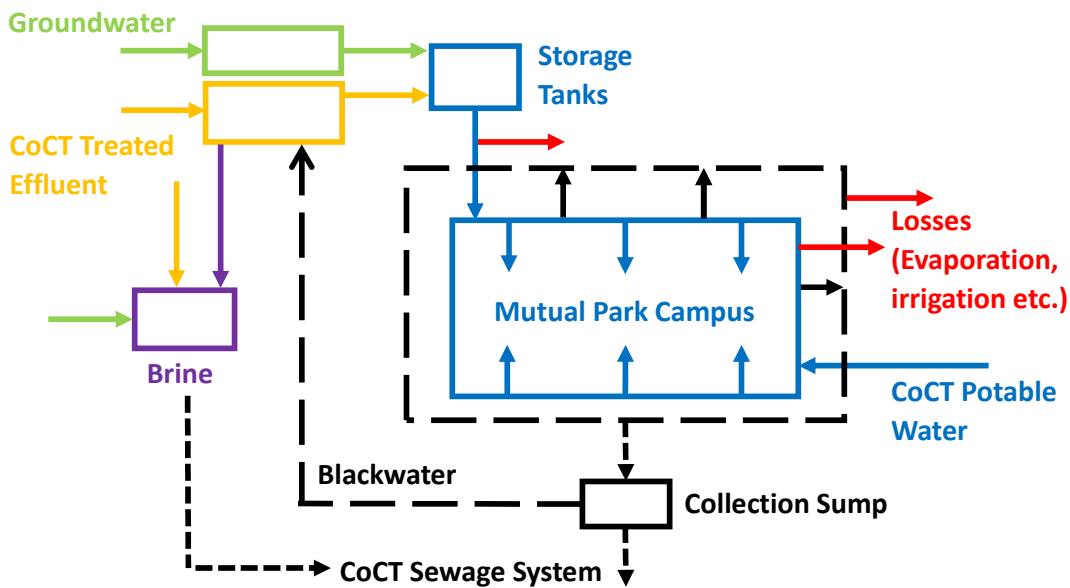 Groundwater
Storage
Tanks
CoCT Treated
Effluent
Losses
(Evaporation,
irrigation etc.)
Mutual Park Campus
Brine
CoCT Potable
Water
Blackwater
Collection Sump
CoCT Sewage System